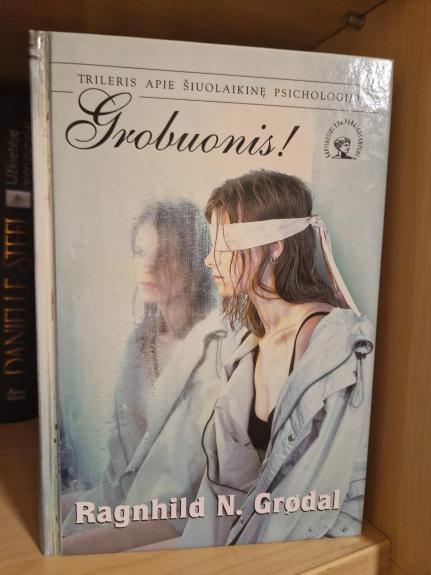 TRILERIS APIE ŠIUOLAIKINĘ PSICHOLOGIJĄ
Grobuonis!
Ragnhild N. Grødal
DANIELLE STEEL